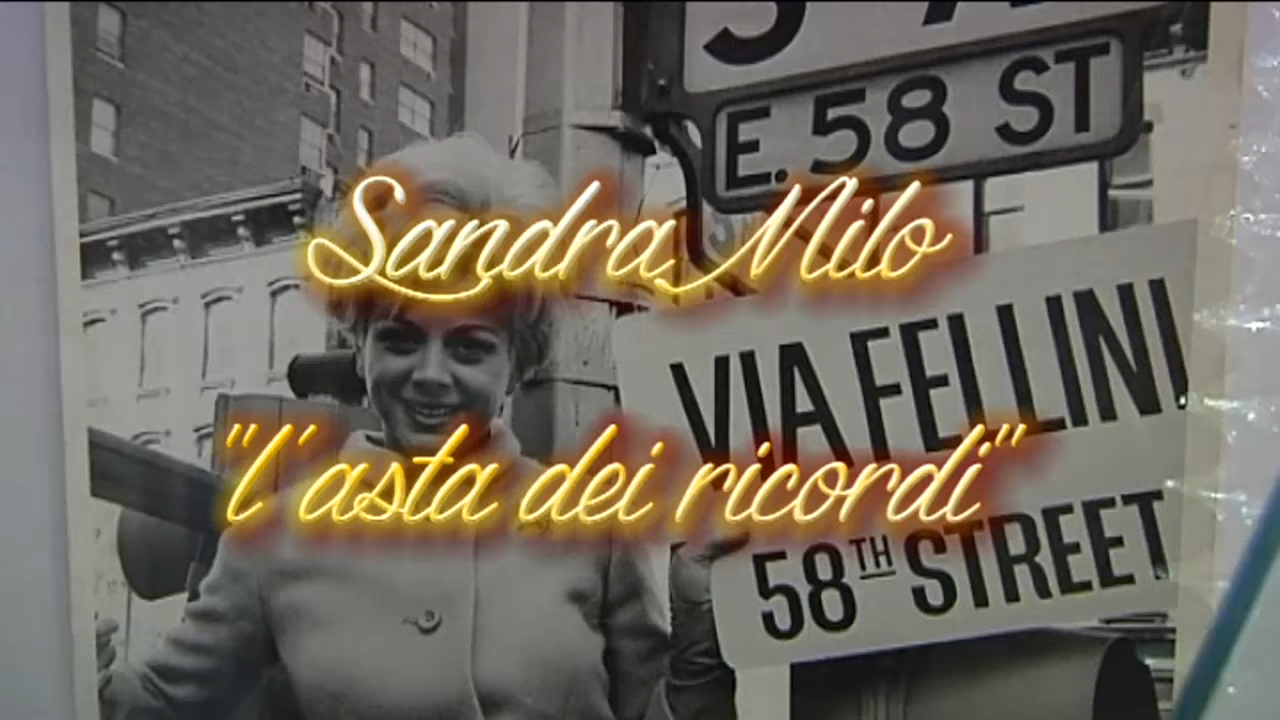 E. 58 ST
Sandra Milo
VIA FELLINI
"l'asta dei ricordi"
58TH STREET